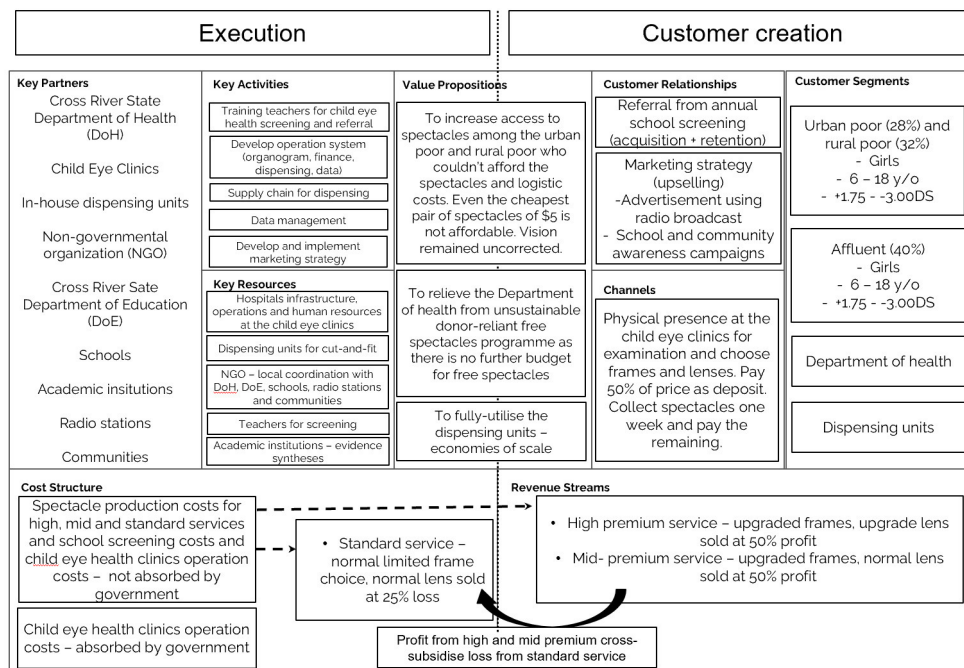 Execution
Customer creation
Key Partners
Cross River State
Department of Health
(DoH)
Child Eye Clinics
In-house dispensing units
Non-governmental
organization (NGO)
Cross River Sate
Department of Education
(DoE)
Schools
Academic insitutions
Radio stations
Communities
Key Activities
Training teachers for child eye
health screening and referral
Develop operation system
(organogram, finance,
dispensing, data)
Supply chain for dispensing
Data management
Develop and implement
marketing strategy
Key Resources
Hospitals infrastructure,
operations and human resources
at the child eye clinics
Dispensing units for cut-and-fit
NGO – local coordination with
DoH, DoE, schools, radio stations
and communities
Teachers for screening
Academic institutions – evidence
syntheses
Value Propositions
To increase access to
spectacles among the urban
poor and rural poor who
couldn't afford the
spectacles and logistic
costs. Even the cheapest
pair of spectacles of $5 is
not affordable. Vision
remained uncorrected.
To relieve the Department
of health from unsustainable
donor-reliant free
spectacles programme as
there is no further budget
for free spectacles
To fully-utilise the
dispensing units –
economies of scale
Customer Relationships
Referral from annual
school screening
(acquisition + retention)
Marketing strategy
(upselling)
-Advertisement using
radio broadcast
- School and community
awareness campaigns
Channels
Physical presence at the
child eye clinics for
examination and choose
frames and lenses. Pay
50% of price as deposit.
Collect spectacles one
week and pay the
remaining.
Customer Segments
Urban poor (28%) and
rural poor (32%)
- Girls
- 6 – 18 y/o
- +1.75 - -3.00DS
Affluent (40%)
- Girls
- 6 – 18 y/o
- +1.75 - -3.00DS
Department of health
Dispensing units
Cost Structure
Spectacle production costs for
high, mid and standard services
and school screening costs and
child eye health clinics operation
costs – not absorbed by
government
Child eye health clinics operation
costs – absorbed by government
• Standard service –
normal limited frame
choice, normal lens sold
at 25% loss
Revenue Streams
• High premium service – upgraded frames, upgrade lens
sold at 50% profit
• Mid- premium service – upgraded frames, normal lens
sold at 50% profit
Profit from high and mid premium cross-
subsidise loss from standard service